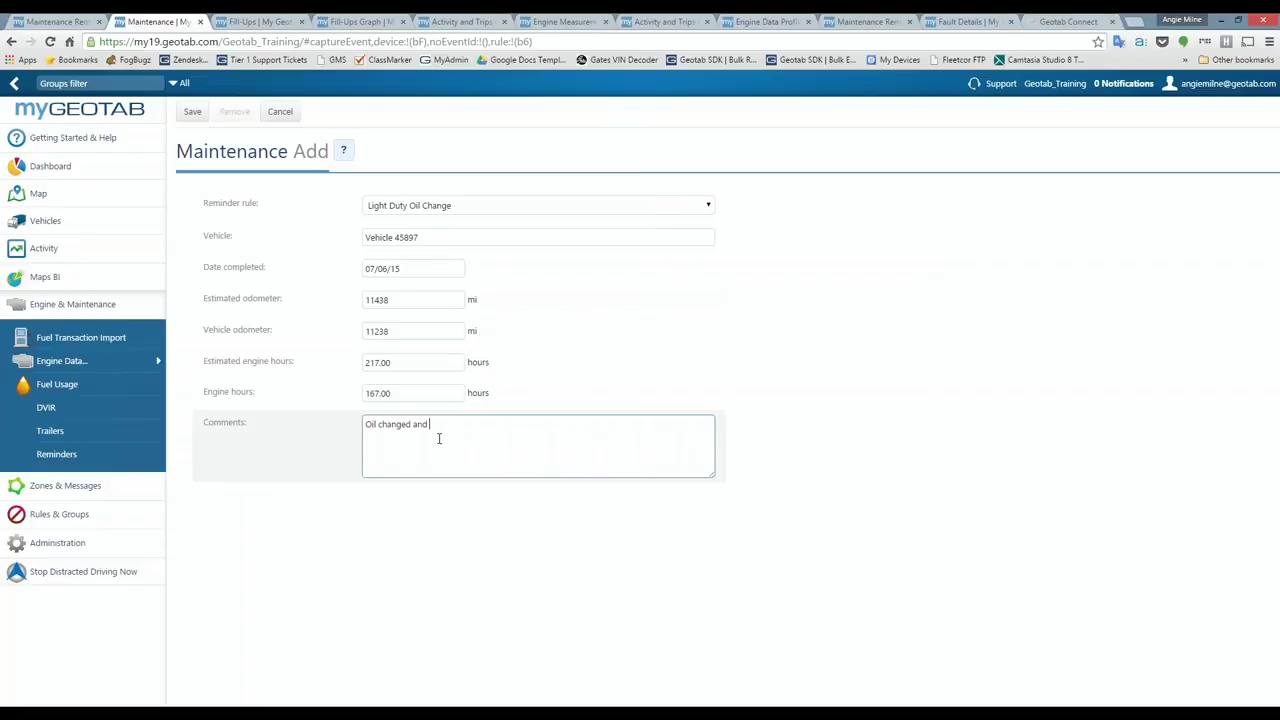 Maintenance Rem
Maintenance | My
Fill-Ups | My Geot
Fill-Ups Graph | M
Activity and Trips
Engine Measurem
Activity and Trips
Engine Data Profil
Maintenance Rem
Fault Details | My
Geotab Connect
Angie Milne
https://my19.geotab.com/Geotab_Training/#captureEvent,device:!(bF),noEventId:!(),rule:!(b6)
Apps
Bookmarks
FogBugz
Zendesk...
Tier 1 Support Tickets
GMS
ClassMarker
MyAdmin
Google Docs Templ...
Gates VIN Decoder
Geotab SDK | Bulk R...
Geotab SDK | Bulk E...
My Devices
Fleetcor FTP
Camtasia Studio 8 T...
»
Other bookmarks
Groups filter
All
Support
Geotab_Training
0 Notifications
angiemilne@geotab.com
myGEOTAB
Save
Remove
Cancel
Getting Started & Help
Maintenance Add ?
Dashboard
Map
Vehicles
Activity
Maps BI
Engine & Maintenance
Fuel Transaction Import
Engine Data...
Fuel Usage
DVIR
Trailers
Reminders
Zones & Messages
Rules & Groups
Administration
Stop Distracted Driving Now
Reminder rule: Light Duty Oil Change
Vehicle: Vehicle 45897
Date completed: 07/06/15
Estimated odometer: 11438 mi
Vehicle odometer: 11238 mi
Estimated engine hours: 217.00 hours
Engine hours: 167.00 hours
Comments: Oil changed and